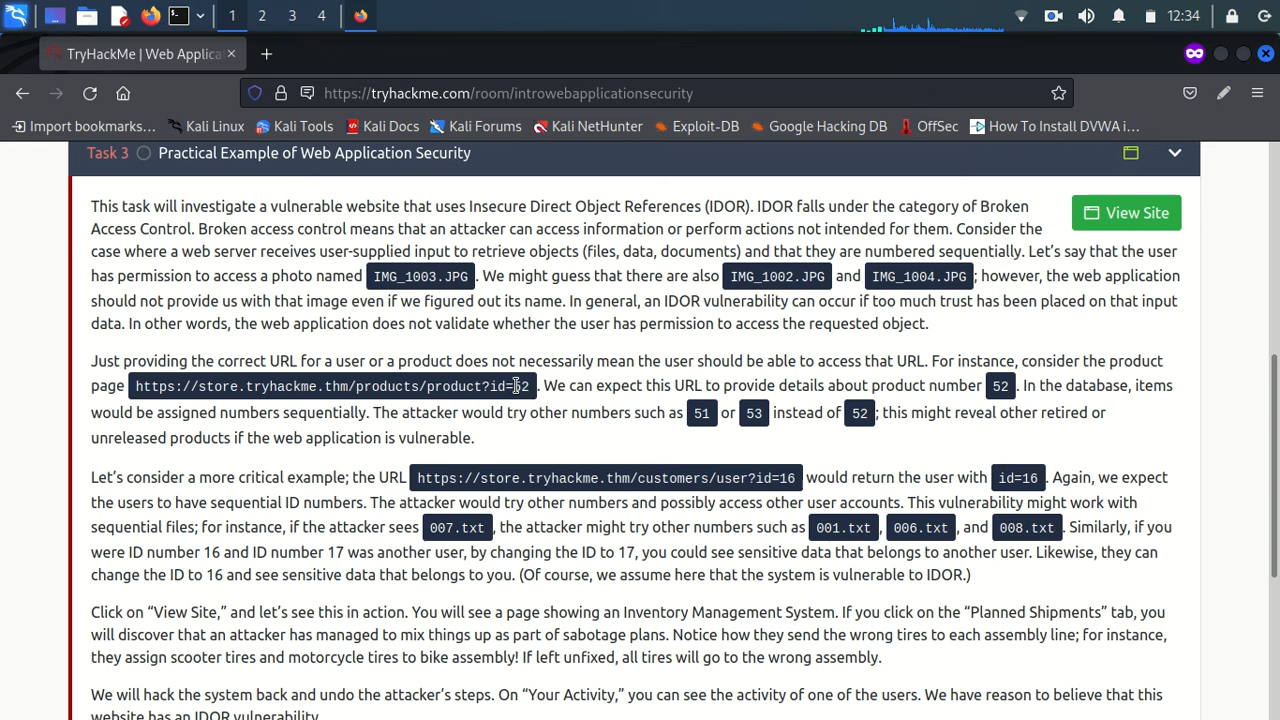 1 2 3 4
12:34
TryHackMe | Web Applica
https://tryhackme.com/room/introwebapplicationsecurity
Import bookmarks… Kali Linux Kali Tools Kali Docs Kali Forums Kali NetHunter Exploit-DB Google Hacking DB OffSec How To Install DVWA i…
Task 3 Practical Example of Web Application Security
This task will investigate a vulnerable website that uses Insecure Direct Object References (IDOR). IDOR falls under the category of Broken
View Site
Access Control. Broken access control means that an attacker can access information or perform actions not intended for them. Consider the
case where a web server receives user-supplied input to retrieve objects (files, data, documents) and that they are numbered sequentially. Let’s say that the user
has permission to access a photo named IMG_1003.JPG . We might guess that there are also IMG_1002.JPG and IMG_1004.JPG ; however, the web application
should not provide us with that image even if we figured out its name. In general, an IDOR vulnerability can occur if too much trust has been placed on that input
data. In other words, the web application does not validate whether the user has permission to access the requested object.
Just providing the correct URL for a user or a product does not necessarily mean the user should be able to access that URL. For instance, consider the product
page https://store.tryhackme.thm/products/product?id=52 . We can expect this URL to provide details about product number 52 . In the database, items
would be assigned numbers sequentially. The attacker would try other numbers such as 51 or 53 instead of 52 ; this might reveal other retired or
unreleased products if the web application is vulnerable.
Let’s consider a more critical example; the URL https://store.tryhackme.thm/customers/user?id=16 would return the user with id=16 . Again, we expect
the users to have sequential ID numbers. The attacker would try other numbers and possibly access other user accounts. This vulnerability might work with
sequential files; for instance, if the attacker sees 007.txt , the attacker might try other numbers such as 001.txt , 006.txt , and 008.txt . Similarly, if you
were ID number 16 and ID number 17 was another user, by changing the ID to 17, you could see sensitive data that belongs to another user. Likewise, they can
change the ID to 16 and see sensitive data that belongs to you. (Of course, we assume here that the system is vulnerable to IDOR.)
Click on “View Site,” and let’s see this in action. You will see a page showing an Inventory Management System. If you click on the “Planned Shipments” tab, you
will discover that an attacker has managed to mix things up as part of sabotage plans. Notice how they send the wrong tires to each assembly line; for instance,
they assign scooter tires and motorcycle tires to bike assembly! If left unfixed, all tires will go to the wrong assembly.
We will hack the system back and undo the attacker’s steps. On “Your Activity,” you can see the activity of one of the users. We have reason to believe that this
website has an IDOR vulnerability.